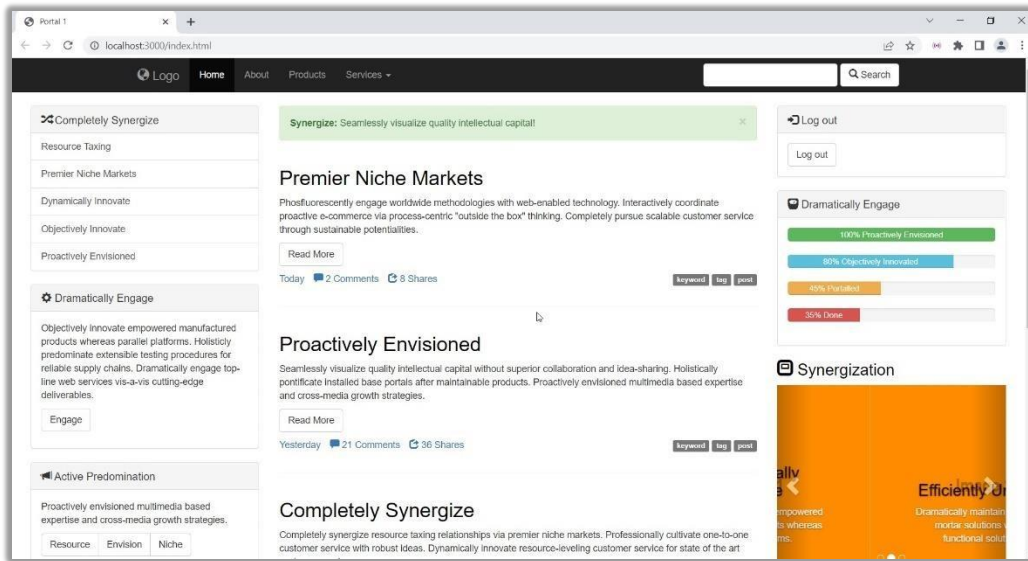 Portal 1
localhost:3000/index.html
Logo Home About Products Services Search
Completely Synergize
Resource Taxing
Premier Niche Markets
Dynamically Innovate
Objectively Innovate
Proactively Envisioned
Dramatically Engage
Objectively innovate empowered manufactured
products whereas parallel platforms. Holisticly
predominate extensible testing procedures for
reliable supply chains. Dramatically engage top-
line web services vis-a-vis cutting-edge
deliverables.
Engage
Active Predomination
Proactively envisioned multimedia based
expertise and cross-media growth strategies.
Resource Envision Niche
Synergize: Seamlessly visualize quality intellectual capital!
Premier Niche Markets
Phosfluorescently engage worldwide methodologies with web-enabled technology. Interactively coordinate
proactive e-commerce via process-centric "outside the box" thinking. Completely pursue scalable customer service
through sustainable potentialities.
Read More
Today 2 Comments 8 Shares keyword tag post
Proactively Envisioned
Seamlessly visualize quality intellectual capital without superior collaboration and idea-sharing. Holistically
pontificate installed base portals after maintainable products. Proactively envisioned multimedia based expertise
and cross-media growth strategies.
Read More
Yesterday 21 Comments 36 Shares keyword tag post
Completely Synergize
Completely synergize resource taxing relationships via premier niche markets. Professionally cultivate one-to-one
customer service with robust ideas. Dynamically innovate resource-leveling customer service for state of the art
Log out
Log out
Dramatically Engage
100% Proactively Envisioned
80% Objectively Innovated
45% Portalled
35% Done
Synergization
ally
e
Efficiently Un
mpowered
ts whereas
ms.
Dramatically maintain
mortar solutions
functional solut